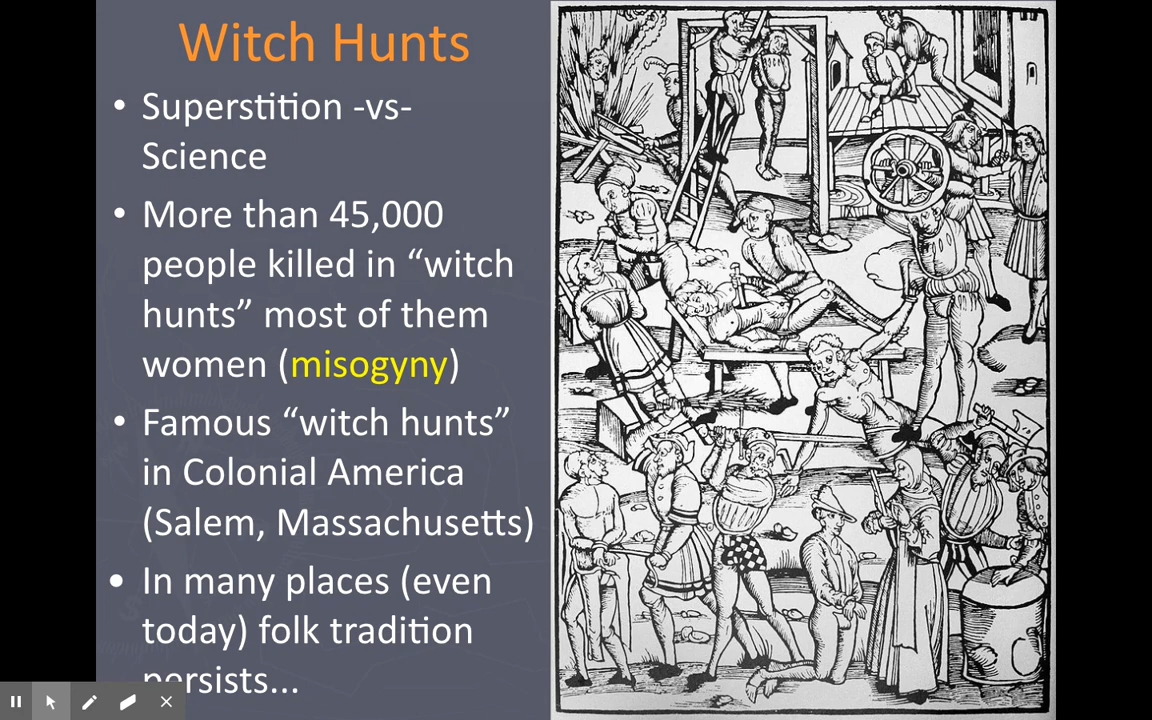 Witch Hunts
• Superstition -vs-
Science
• More than 45,000
people killed in “witch
hunts” most of them
women (misogyny)
• Famous “witch hunts”
in Colonial America
(Salem, Massachusetts)
• In many places (even
today) folk tradition
persists...